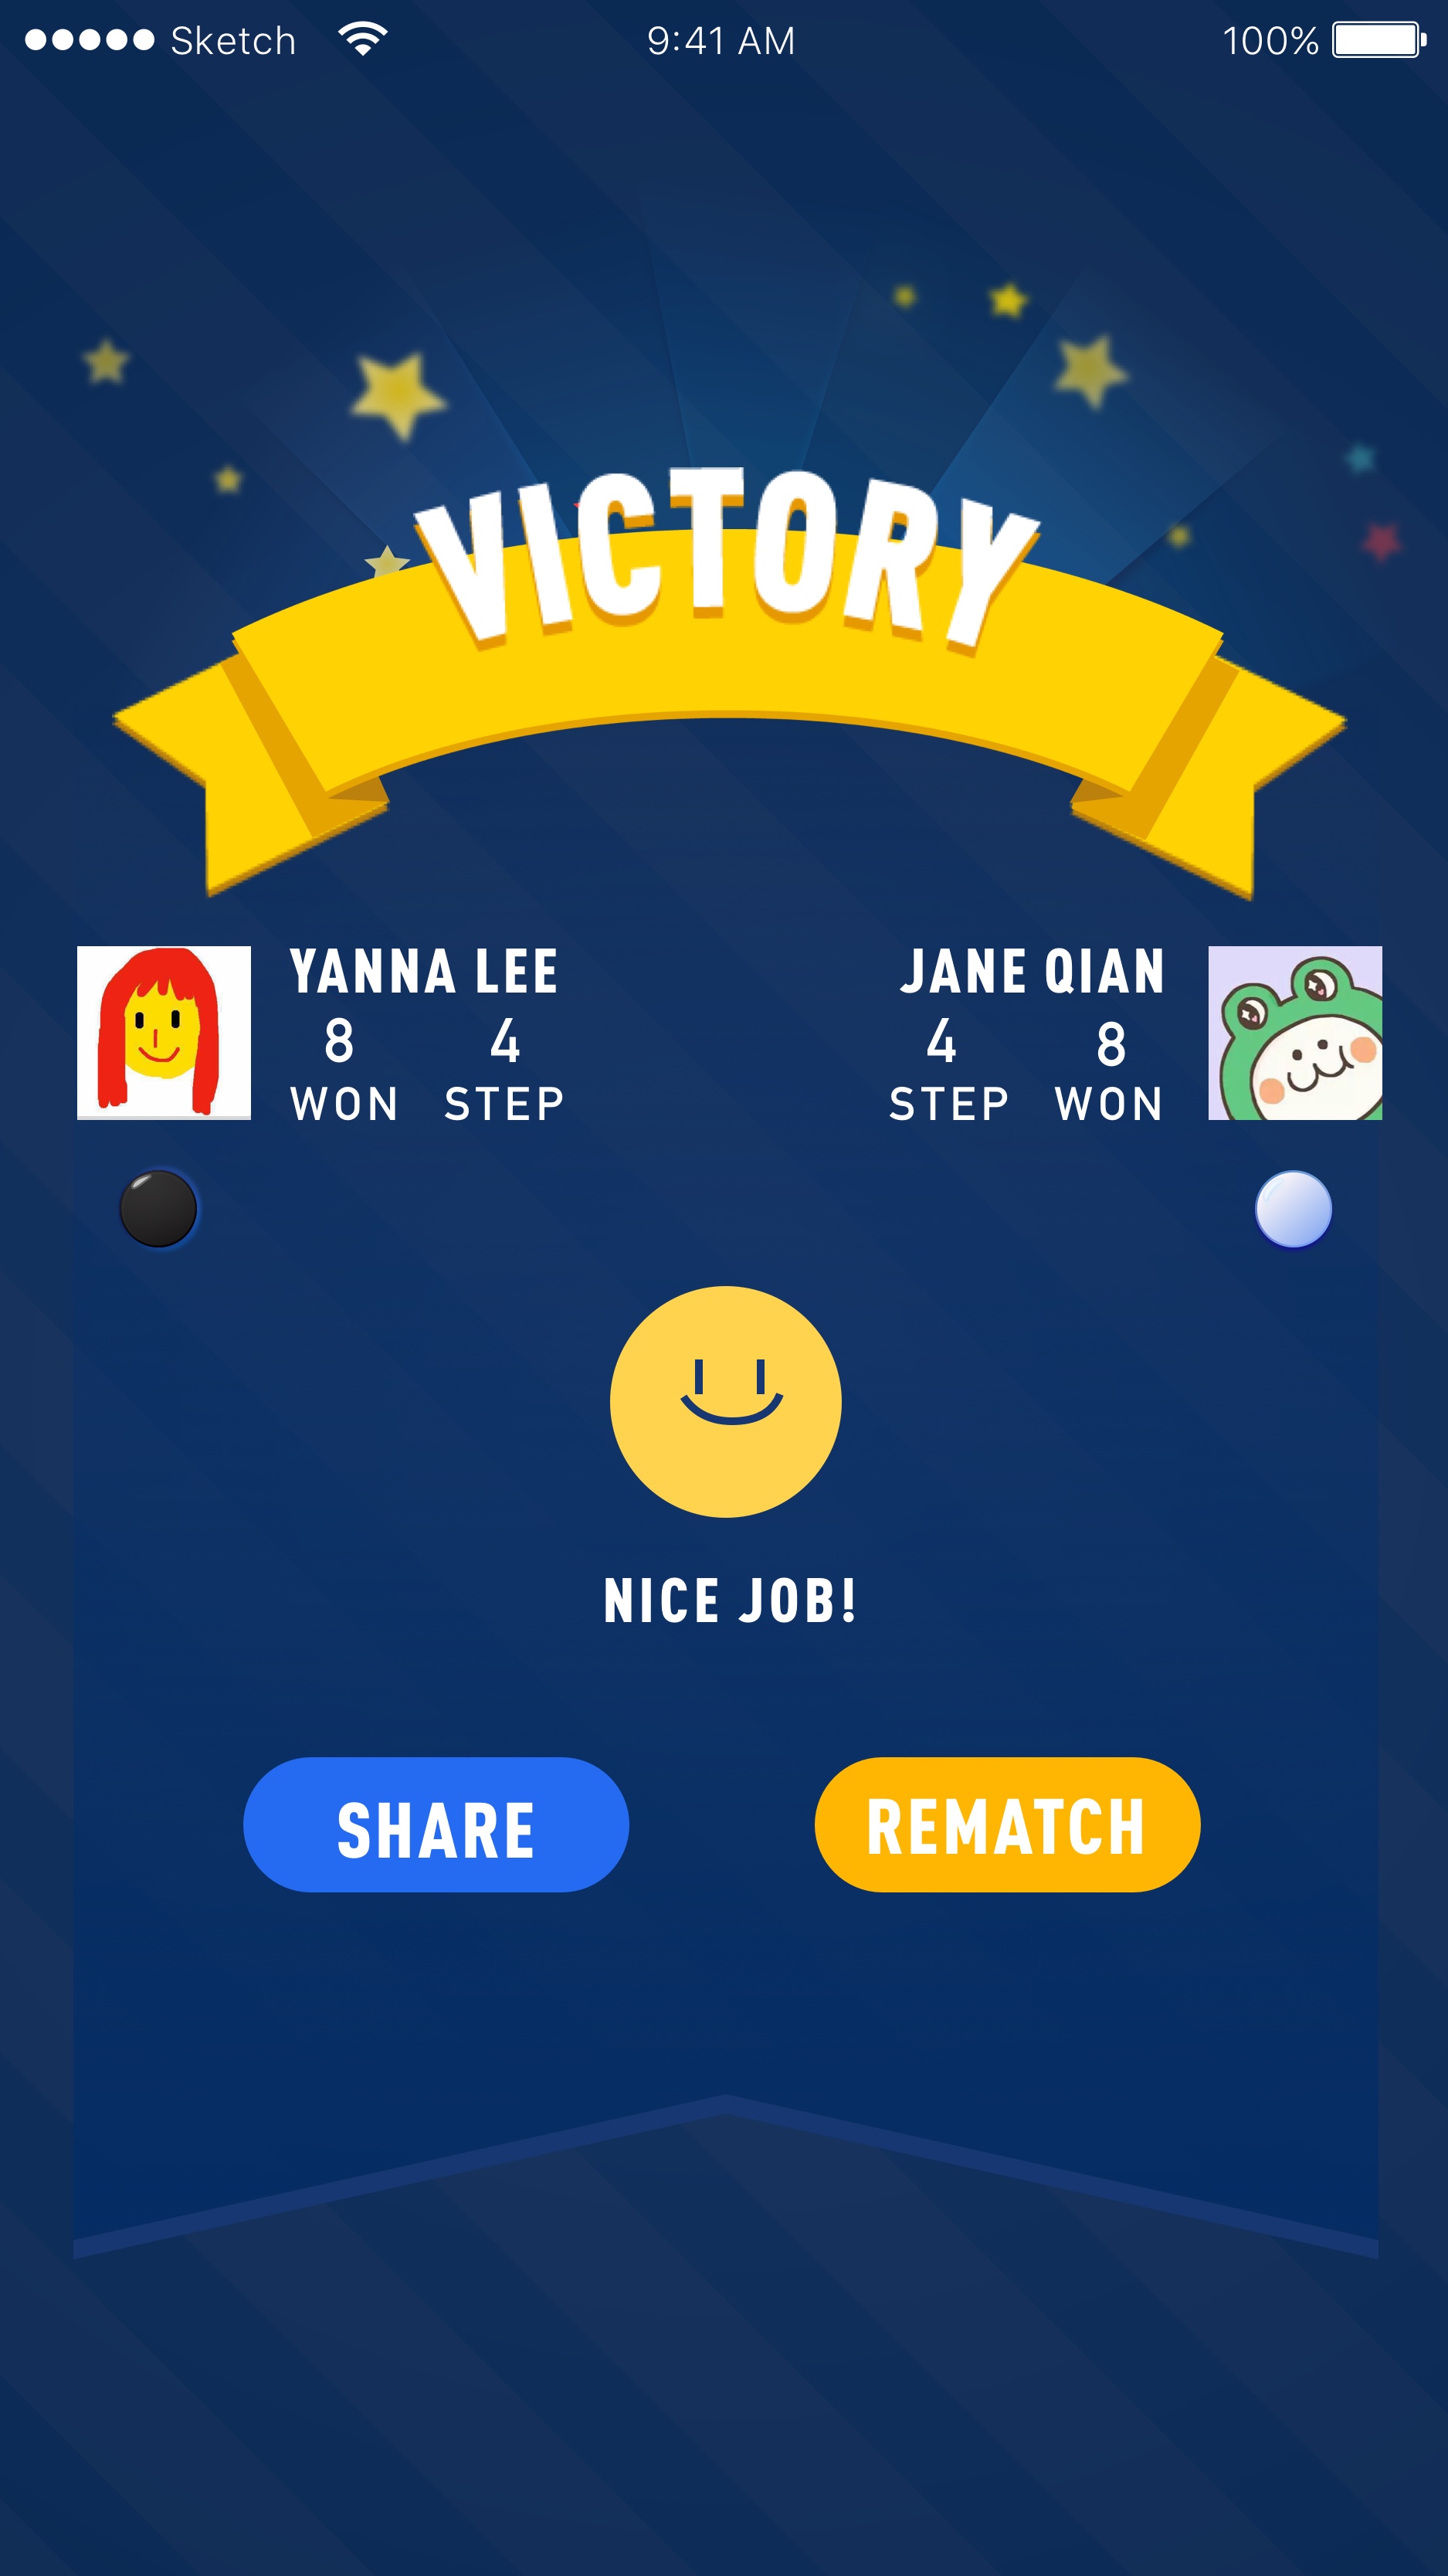 Sketch 9:41 AM 100%
VICTORY
YANNA LEE
8 4
WON STEP
JANE QIAN
4 8
STEP WON
NICE JOB!
SHARE
REMATCH